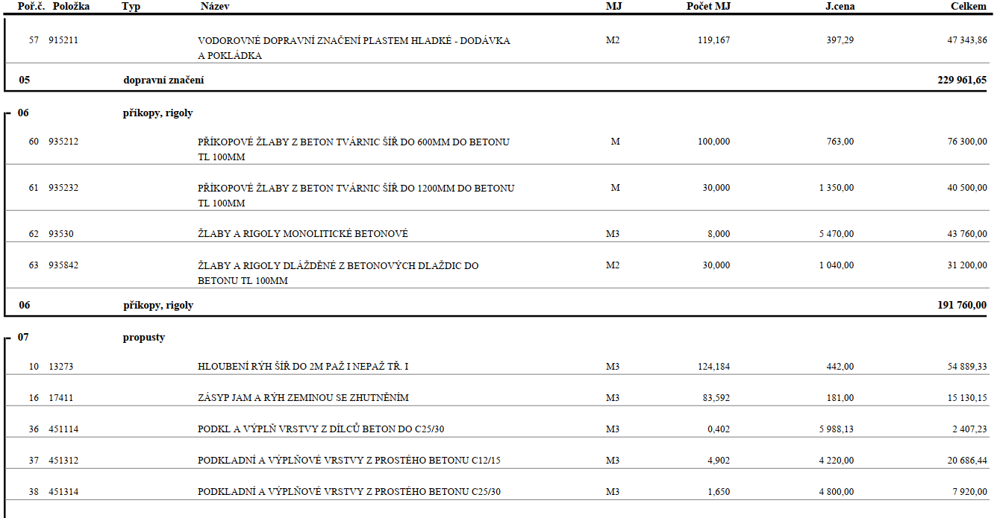 Poř.č. Položka Typ Název MJ Počet MJ J.cena Celkem
57 915211 VODOROVNÉ DOPRAVNÍ ZNAČENÍ PLASTEM HLADKÉ - DODÁVKA M2 119,167 397,29 47 343,86
A POKLÁDKA
05 dopravní značení 229 961,65
06 příkopy, rigoly
60 935212 PŘÍKOPOVÉ ŽLABY Z BETON TVÁRNIC ŠÍŘ DO 600MM DO BETONU M 100,000 763,00 76 300,00
TL 100MM
61 935232 PŘÍKOPOVÉ ŽLABY Z BETON TVÁRNIC ŠÍŘ DO 1200MM DO BETONU M 30,000 1 350,00 40 500,00
TL 100MM
62 93530 ŽLABY A RIGOLY MONOLITICKÉ BETONOVÉ M3 8,000 5 470,00 43 760,00
63 935842 ŽLABY A RIGOLY DLÁŽDĚNÉ Z BETONOVÝCH DLAŽDIC DO M2 30,000 1 040,00 31 200,00
BETONU TL 100MM
06 příkopy, rigoly 191 760,00
07 propusty
10 13273 HLOUBENÍ RÝH ŠÍŘ DO 2M PAŽ I NEPAŽ TŘ. I M3 124,184 442,00 54 889,33
16 17411 ZÁSYP JAM A RÝH ZEMINOU SE ZHUTNĚNÍM M3 83,592 181,00 15 130,15
36 451114 PODKL A VÝPLŇ VRSTVY Z DÍLCŮ BETON DO C25/30 M3 0,402 5 988,13 2 407,23
37 451312 PODKLADNÍ A VÝPLŇOVÉ VRSTVY Z PROSTÉHO BETONU C12/15 M3 4,902 4 220,00 20 686,44
38 451314 PODKLADNÍ A VÝPLŇOVÉ VRSTVY Z PROSTÉHO BETONU C25/30 M3 1,650 4 800,00 7 920,00